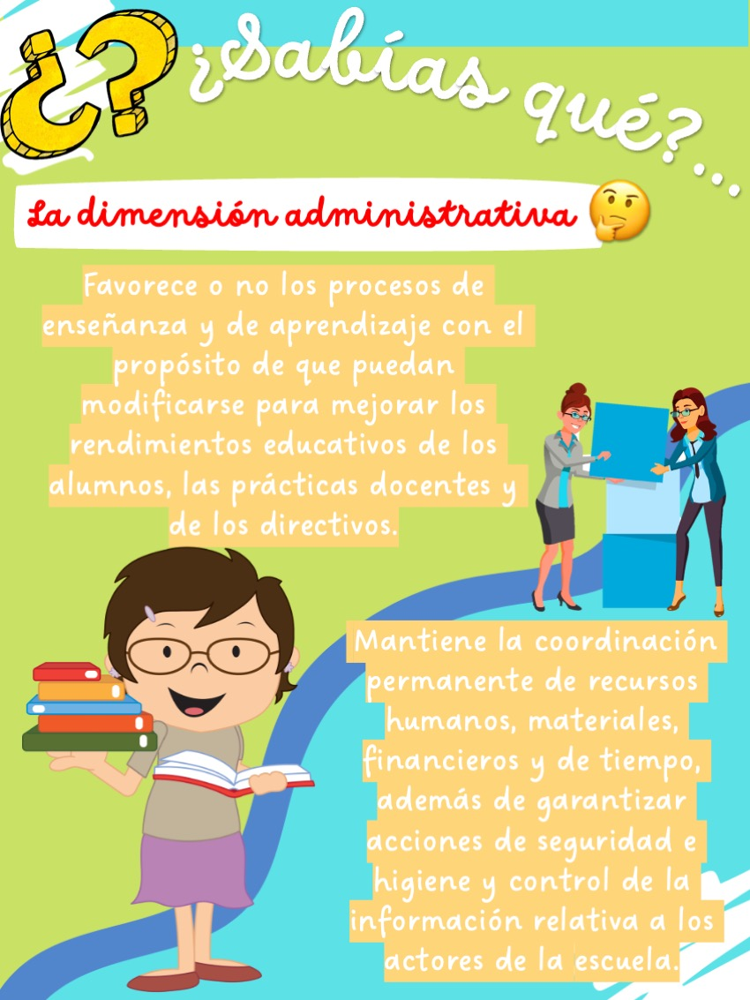 ¿?
¿Sabías qué?...
La dimensión administrativa
Favorece o no los procesos de
enseñanza y de aprendizaje con el
propósito de que puedan
modificarse para mejorar los
rendimientos educativos de los
alumnos, las prácticas docentes y
de los directivos.
Mantiene la coordinación
permanente de recursos
humanos, materiales,
financieros y de tiempo,
además de garantizar
acciones de seguridad e
higiene y control de la
información relativa a los
actores de la escuela.